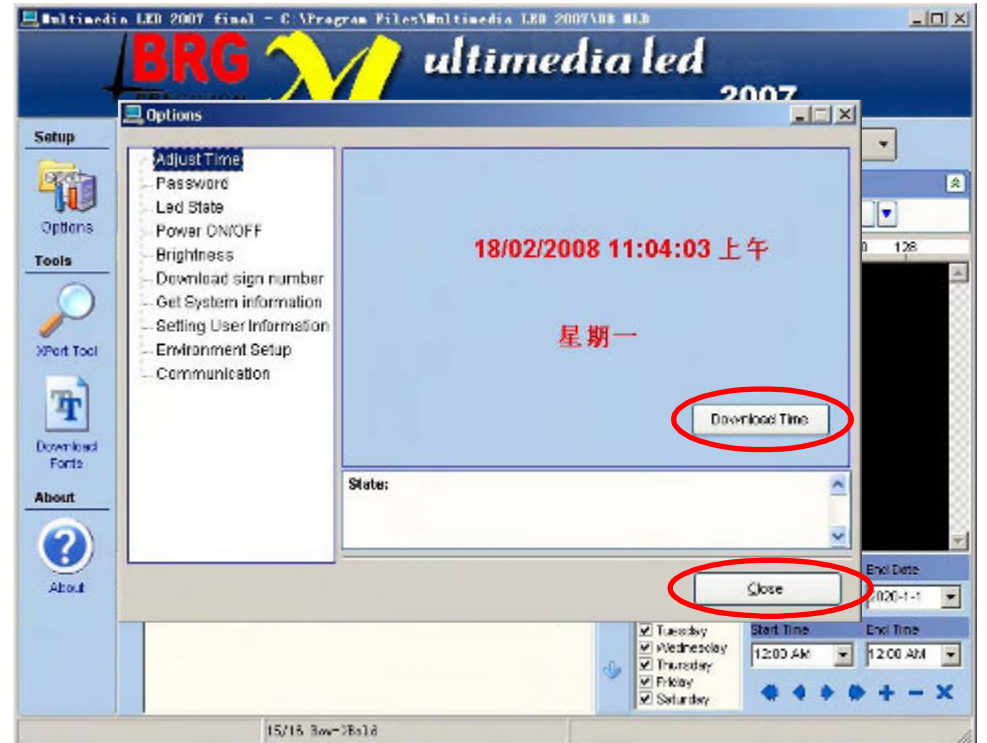 Multimedia LED 2007 final - C:\Program Files\Multimedia LED 2007\BB MLB
BRG
Multimedia led
2007
Options
Setup
Options
Tools
XPort Tool
Download
Fonts
About
About
Adjust Time
Password
Led State
Power ON/OFF
Brightness
Download sign number
Get System information
Setting User Information
Environment Setup
Communication
18/02/2008 11:04:03 上午
星期一
Download Time
State:
Close
128
End Date
2020-1-1
Tuesday
Wednesday
Thursday
Friday
Saturday
Start Time
End Time
12:00 AM
12:00 AM
15/16 Row->Bold